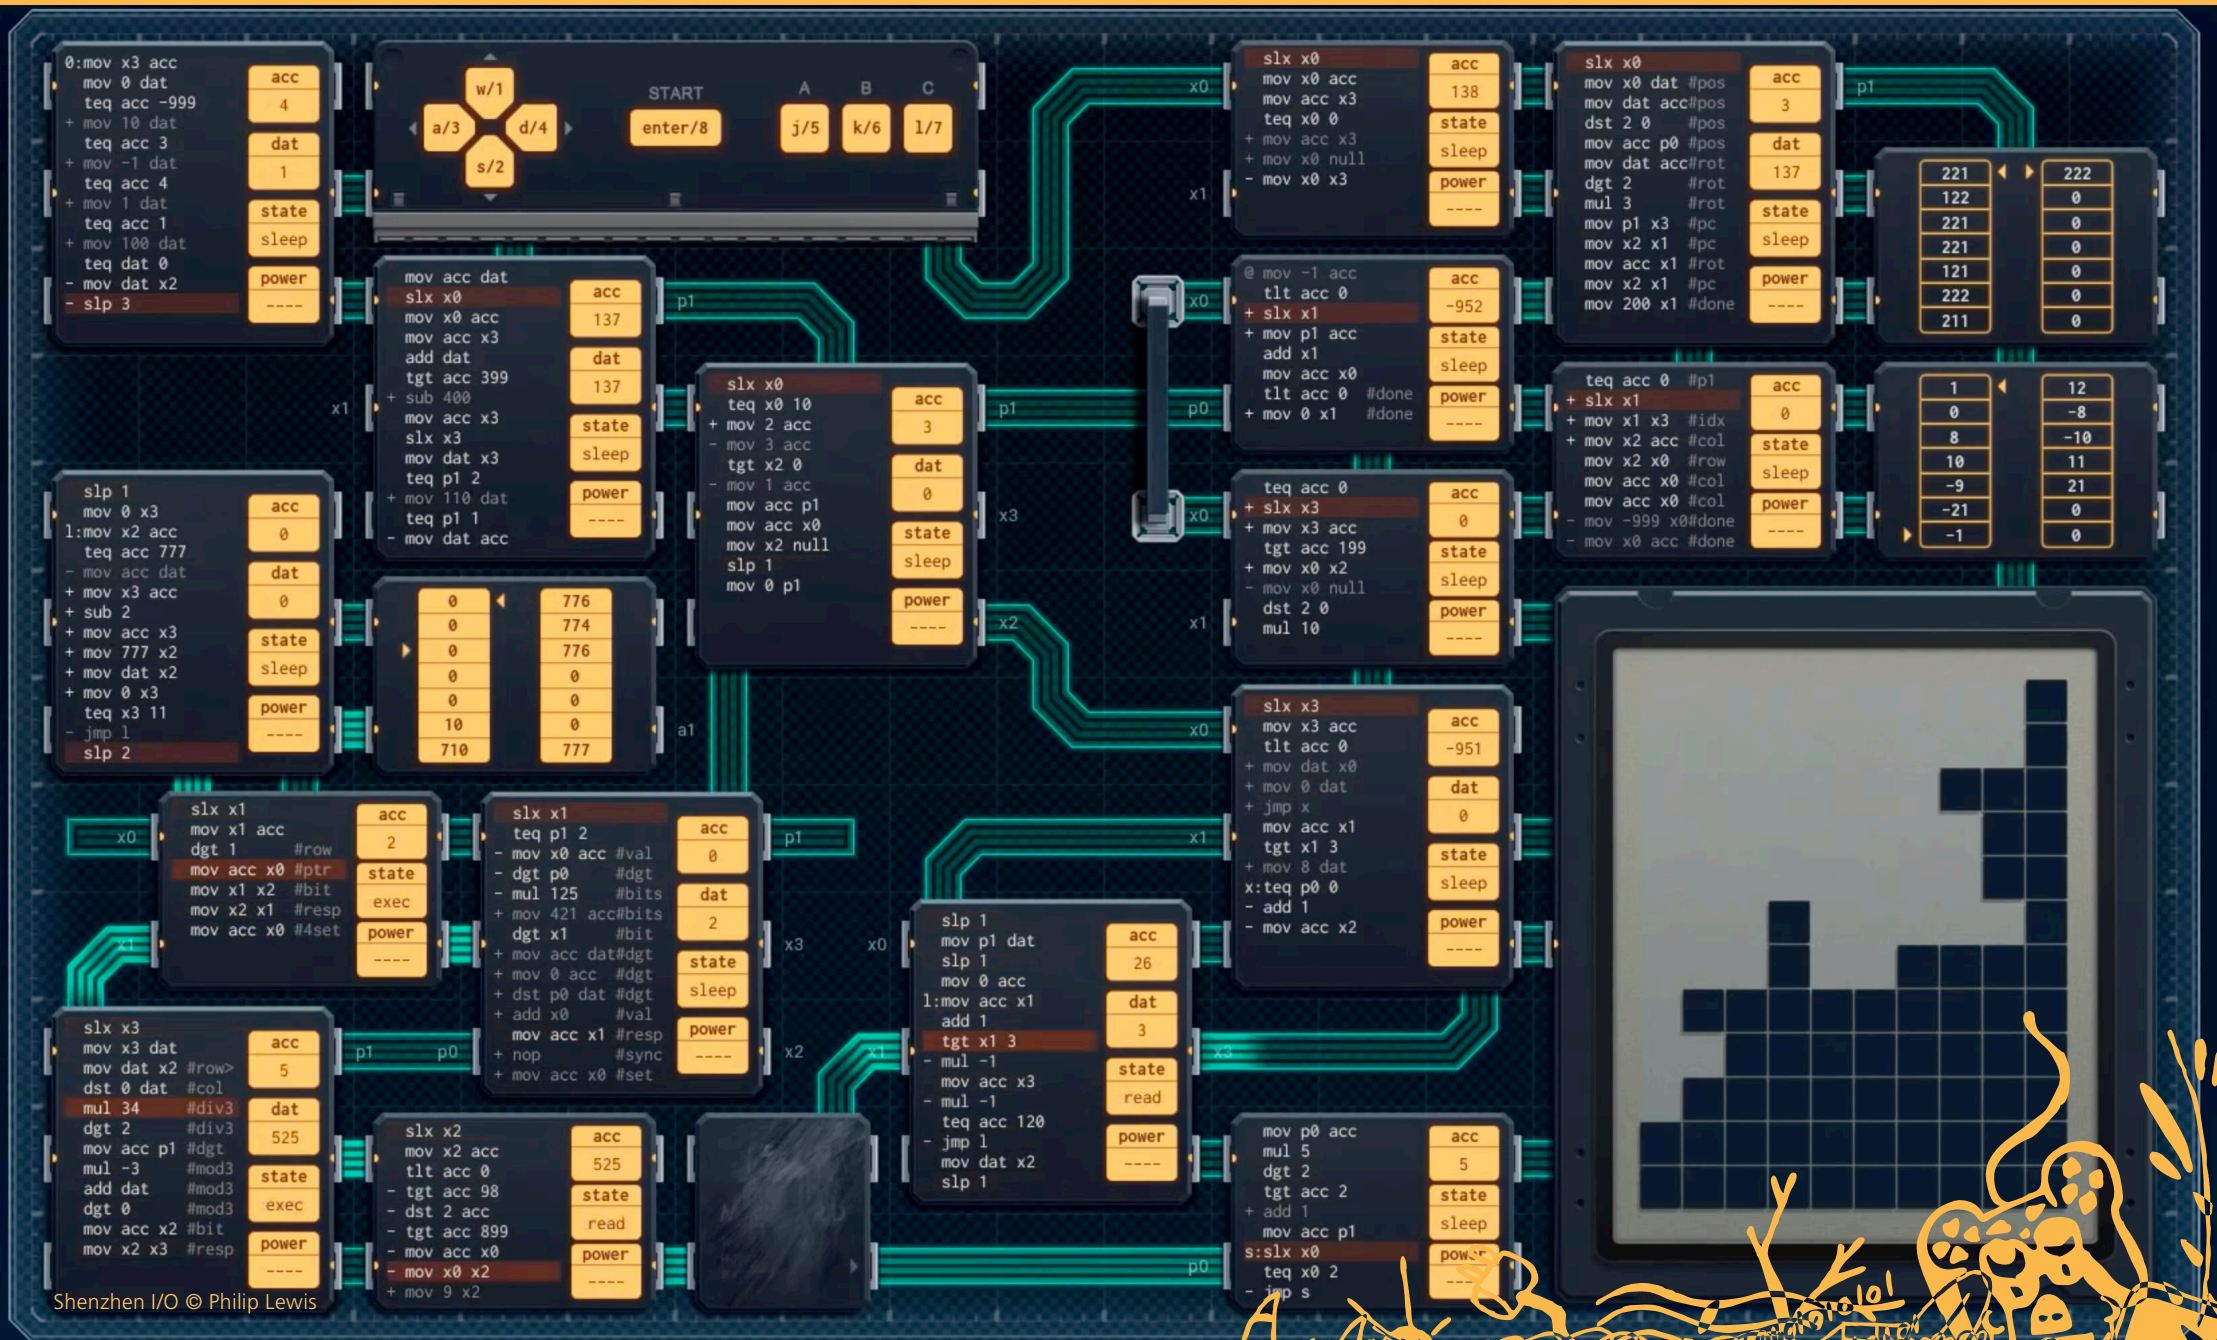 0:mov x3 acc
mov 0 dat
teq acc -999
+ mov 10 dat
teq acc 3
+ mov -1 dat
teq acc 4
+ mov 1 dat
teq acc 1
+ mov 100 dat
teq dat 0
- mov dat x2
- slp 3
acc
4
dat
1
state
sleep
power
----
w/1
a/3
d/4
s/2
START
enter/8
A
B
C
j/5
k/6
l/7
mov acc dat
slx x0
mov x0 acc
mov acc x3
add dat
tgt acc 399
+ sub 400
mov acc x3
slx x3
mov dat x3
teq p1 2
+ mov 110 dat
teq p1 1
- mov dat acc
acc
137
dat
137
state
sleep
power
----
p1
x1
slx x0
teq x0 10
+ mov 2 acc
- mov 3 acc
tgt x2 0
- mov 1 acc
mov acc p1
mov acc x0
mov x2 null
slp 1
mov 0 p1
acc
3
dat
0
state
sleep
power
----
p1
x3
x2
x0
x1
slx x0
mov x0 acc
mov acc x3
teq x0 0
+ mov acc x3
+ mov x0 null
- mov x0 x3
acc
138
state
sleep
power
----
slx x0
mov x0 dat #pos
mov dat acc#pos
dst 2 0 #pos
mov acc p0 #pos
mov dat acc#rot
dgt 2 #rot
mul 3 #rot
mov p1 x3 #pc
mov x2 x1 #pc
mov acc x1 #rot
mov x2 x1 #pc
mov 200 x1 #done
acc
3
dat
137
state
sleep
power
----
p1
221 222
122 0
221 0
221 0
121 0
222 0
211 0
x0
p0
@ mov -1 acc
tlt acc 0
+ slx x1
+ mov p1 acc
add x1
mov acc x0
tlt acc 0 #done
+ mov 0 x1 #done
acc
-952
state
sleep
power
----
teq acc 0 #p1
+ slx x1
+ mov x1 x3 #idx
+ mov x2 acc #col
mov x2 x0 #row
mov acc x0 #col
mov acc x0 #col
- mov -999 x0#done
- mov x0 acc #done
acc
0
state
sleep
power
----
1 12
0 -8
8 -10
10 11
-9 21
-21 0
-1 0
x0
x1
teq acc 0
+ slx x3
+ mov x3 acc
tgt acc 199
+ mov x0 x2
- mov x0 null
dst 2 0
mul 10
acc
0
state
sleep
power
----
slp 1
mov 0 x3
l:mov x2 acc
teq acc 777
- mov acc dat
+ mov x3 acc
+ sub 2
+ mov acc x3
+ mov 777 x2
+ mov dat x2
+ mov 0 x3
teq x3 11
- jmp l
slp 2
acc
0
dat
0
state
sleep
power
----
0 776
0 774
0 776
0 0
0 0
10 0
710 777
a1
x0
x1
slx x3
mov x3 acc
tlt acc 0
+ mov dat x0
+ mov 0 dat
+ jmp x
mov acc x1
tgt x1 3
+ mov 8 dat
x:teq p0 0
- add 1
- mov acc x2
acc
-951
dat
0
state
sleep
power
----
x0
x1
slx x1
mov x1 acc
dgt 1 #row
mov acc x0 #ptr
mov x1 x2 #bit
mov x2 x1 #resp
mov acc x0 #4set
acc
2
state
exec
power
----
slx x1
teq p1 2
- mov x0 acc #val
- dgt p0 #dgt
- mul 125 #bits
+ mov 421 acc#bits
dgt x1 #bit
+ mov acc dat#dgt
+ mov 0 acc #dgt
+ dst p0 dat #dgt
+ add x0 #val
mov acc x1 #resp
+ nop #sync
+ mov acc x0 #set
acc
0
dat
2
state
sleep
power
----
p1
x3
x2
x0
x1
x3
slp 1
mov p1 dat
slp 1
mov 0 acc
l:mov acc x1
add 1
tgt x1 3
- mul -1
mov acc x3
- mul -1
teq acc 120
- jmp l
mov dat x2
slp 1
acc
26
dat
3
state
read
power
----
slx x3
mov x3 dat
mov dat x2 #row>
dst 0 dat #col
mul 34 #div3
dgt 2 #div3
mov acc p1 #dgt
mul -3 #mod3
add dat #mod3
dgt 0 #mod3
mov acc x2 #bit
mov x2 x3 #resp
acc
5
dat
525
state
exec
power
----
p1
p0
slx x2
mov x2 acc
tlt acc 0
- tgt acc 98
- dst 2 acc
- tgt acc 899
- mov acc x0
- mov x0 x2
+ mov 9 x2
acc
525
state
read
power
----
p0
mov p0 acc
mul 5
dgt 2
tgt acc 2
+ add 1
mov acc p1
s:slx x0
teq x0 2
- jmp s
acc
5
state
sleep
power
Shenzhen I/O © Philip Lewis